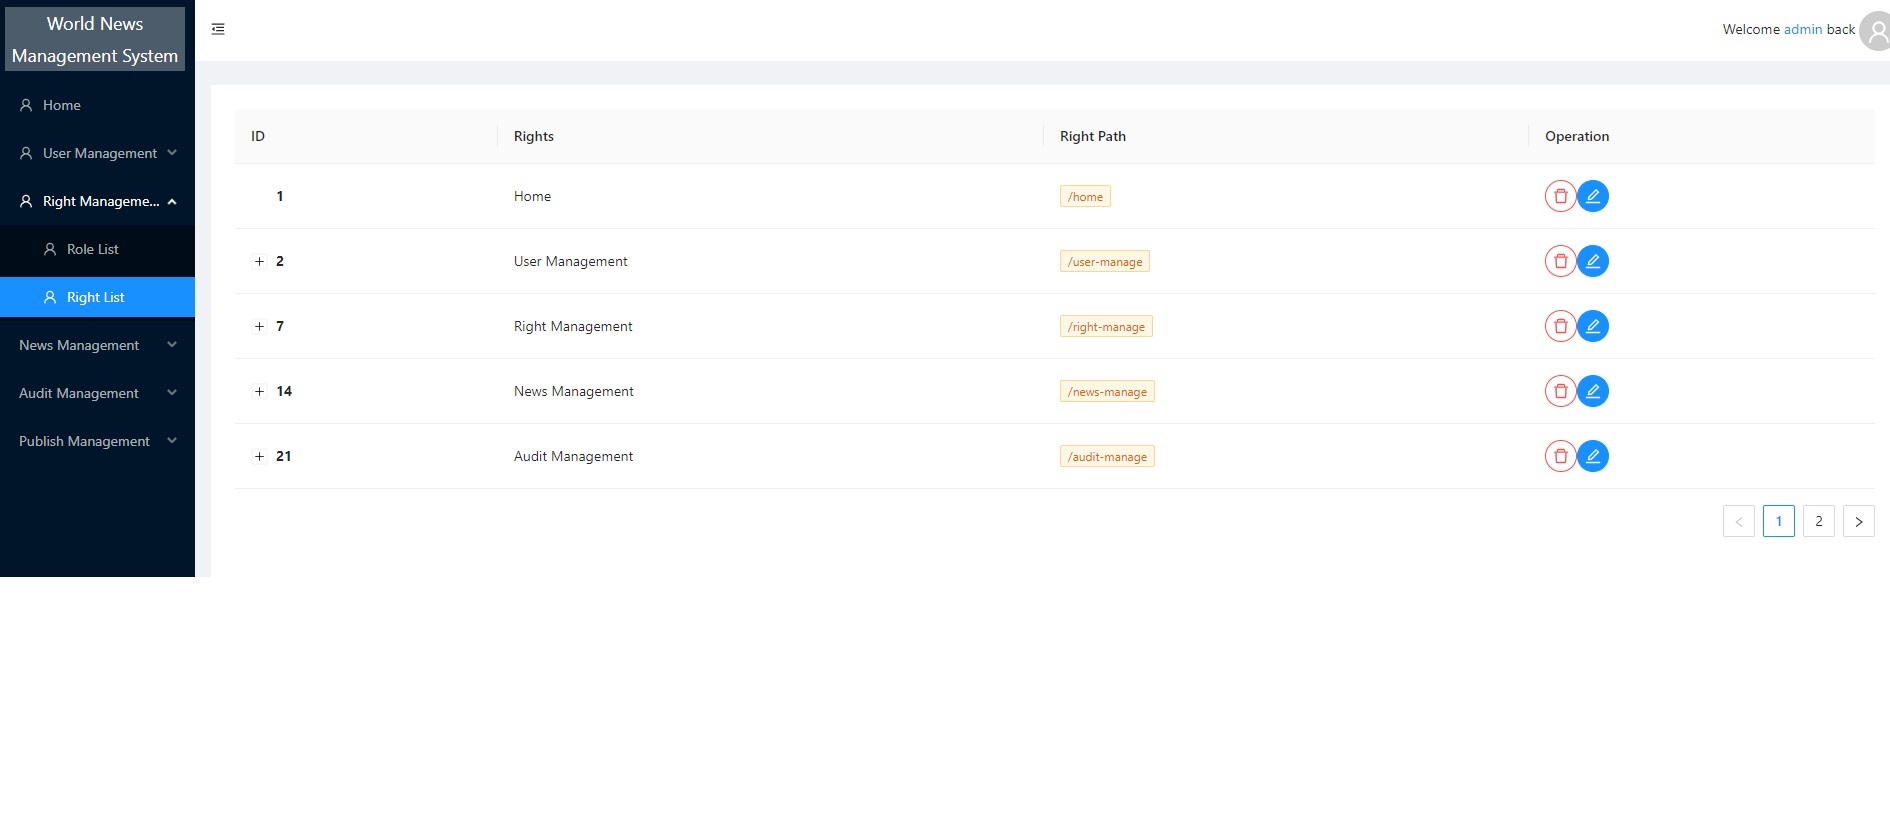 World News
Management System
Welcome admin back
Home
User Management
Right Manageme...
Role List
Right List
News Management
Audit Management
Publish Management
ID Rights Right Path Operation
1 Home /home
+ 2 User Management /user-manage
+ 7 Right Management /right-manage
+ 14 News Management /news-manage
+ 21 Audit Management /audit-manage
< 1 2 >